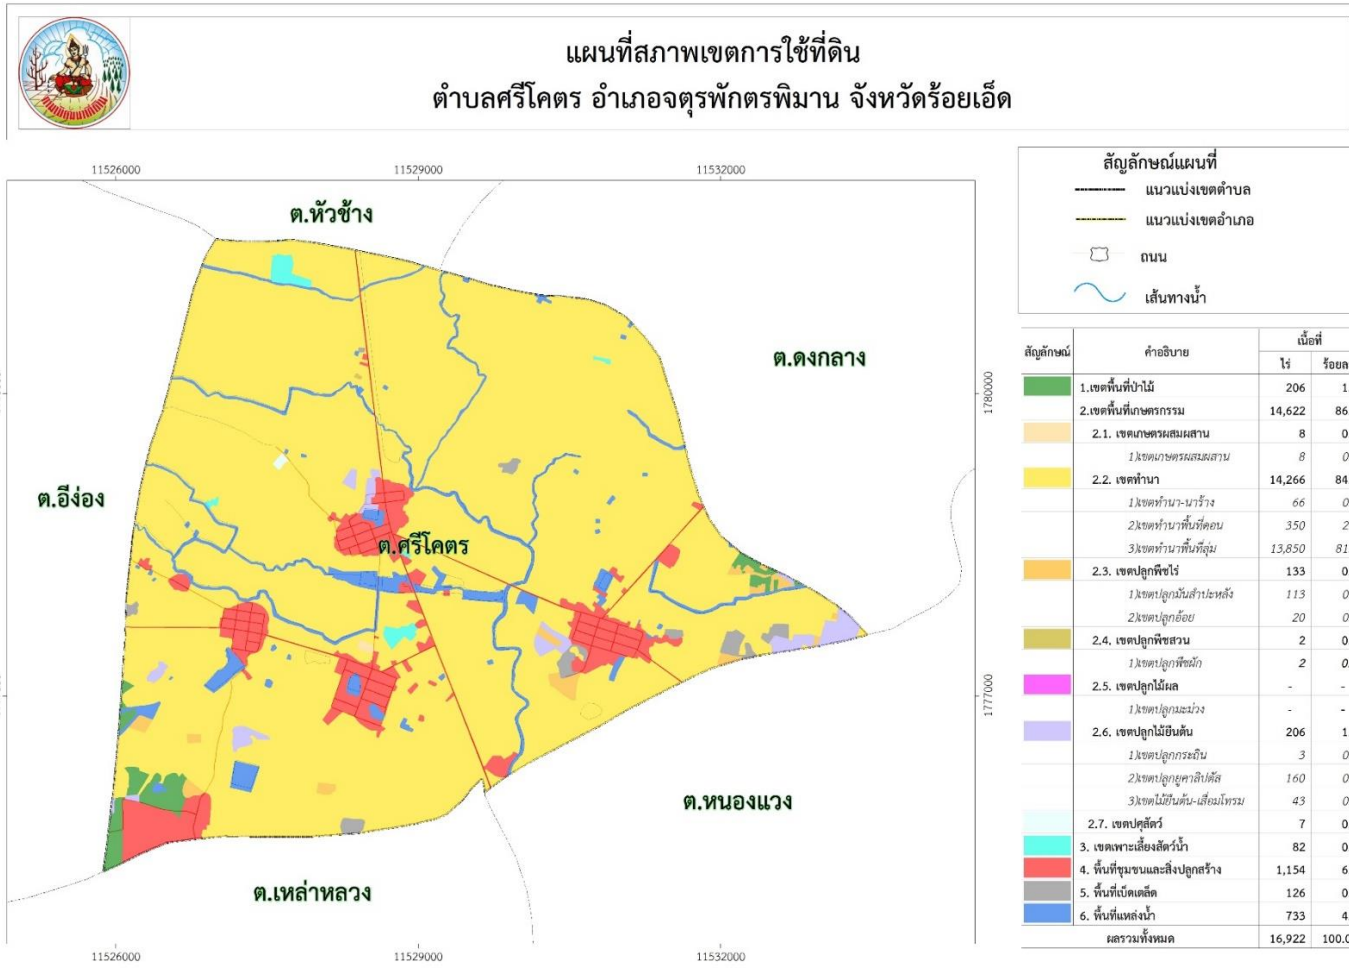 แผนที่สภาพเขตการใช้ที่ดิน
ตำบลศรีโคตร อำเภอจตุรพักตรพิมาน จังหวัดร้อยเอ็ด
11526000 11529000 11532000
ต.หัวช้าง
ต.ดงกลาง
ต.อีง่อง
ต.ศรีโคตร
ต.หนองแวง
ต.เหล่าหลวง
1780000
1777000
11526000 11529000 11532000
สัญลักษณ์แผนที่
แนวแบ่งเขตตำบล
แนวแบ่งเขตอำเภอ
ถนน
เส้นทางน้ำ
สัญลักษณ์ คำอธิบาย เนื้อที่
ไร่ ร้อยล
1.เขตพื้นที่ป่าไม้ 206 1.
2.เขตพื้นที่เกษตรกรรม 14,622 86.
2.1. เขตเกษตรผสมผสาน 8 0
1)เขตเกษตรผสมผสาน 8 0
2.2. เขตทำนา 14,266 84.
1)เขตทำนา-นาร้าง 66 0
2)เขตทำนาพื้นที่ดอน 350 2
3)เขตทำนาพื้นที่ลุ่ม 13,850 81
2.3. เขตปลูกพืชไร่ 133 0
1)เขตปลูกมันสำปะหลัง 113 0
2)เขตปลูกอ้อย 20 0
2.4. เขตปลูกพืชสวน 2 0
1)เขตปลูกพืชผัก 2 0
2.5. เขตปลูกไม้ผล - -
1)เขตปลูกมะม่วง - -
2.6. เขตปลูกไม้ยืนต้น 206 1
1)เขตปลูกกระถิน 3 0
2)เขตปลูกยูคาลิปตัส 160 0
3)เขตไม้ยืนต้น-เสื่อมโทรม 43 0
2.7. เขตปศุสัตว์ 7 0
3. เขตเพาะเลี้ยงสัตว์น้ำ 82 0
4. พื้นที่ชุมชนและสิ่งปลูกสร้าง 1,154 6
5. พื้นที่เบ็ดเตล็ด 126 0
6. พื้นที่แหล่งน้ำ 733 4
ผลรวมทั้งหมด 16,922 100.0